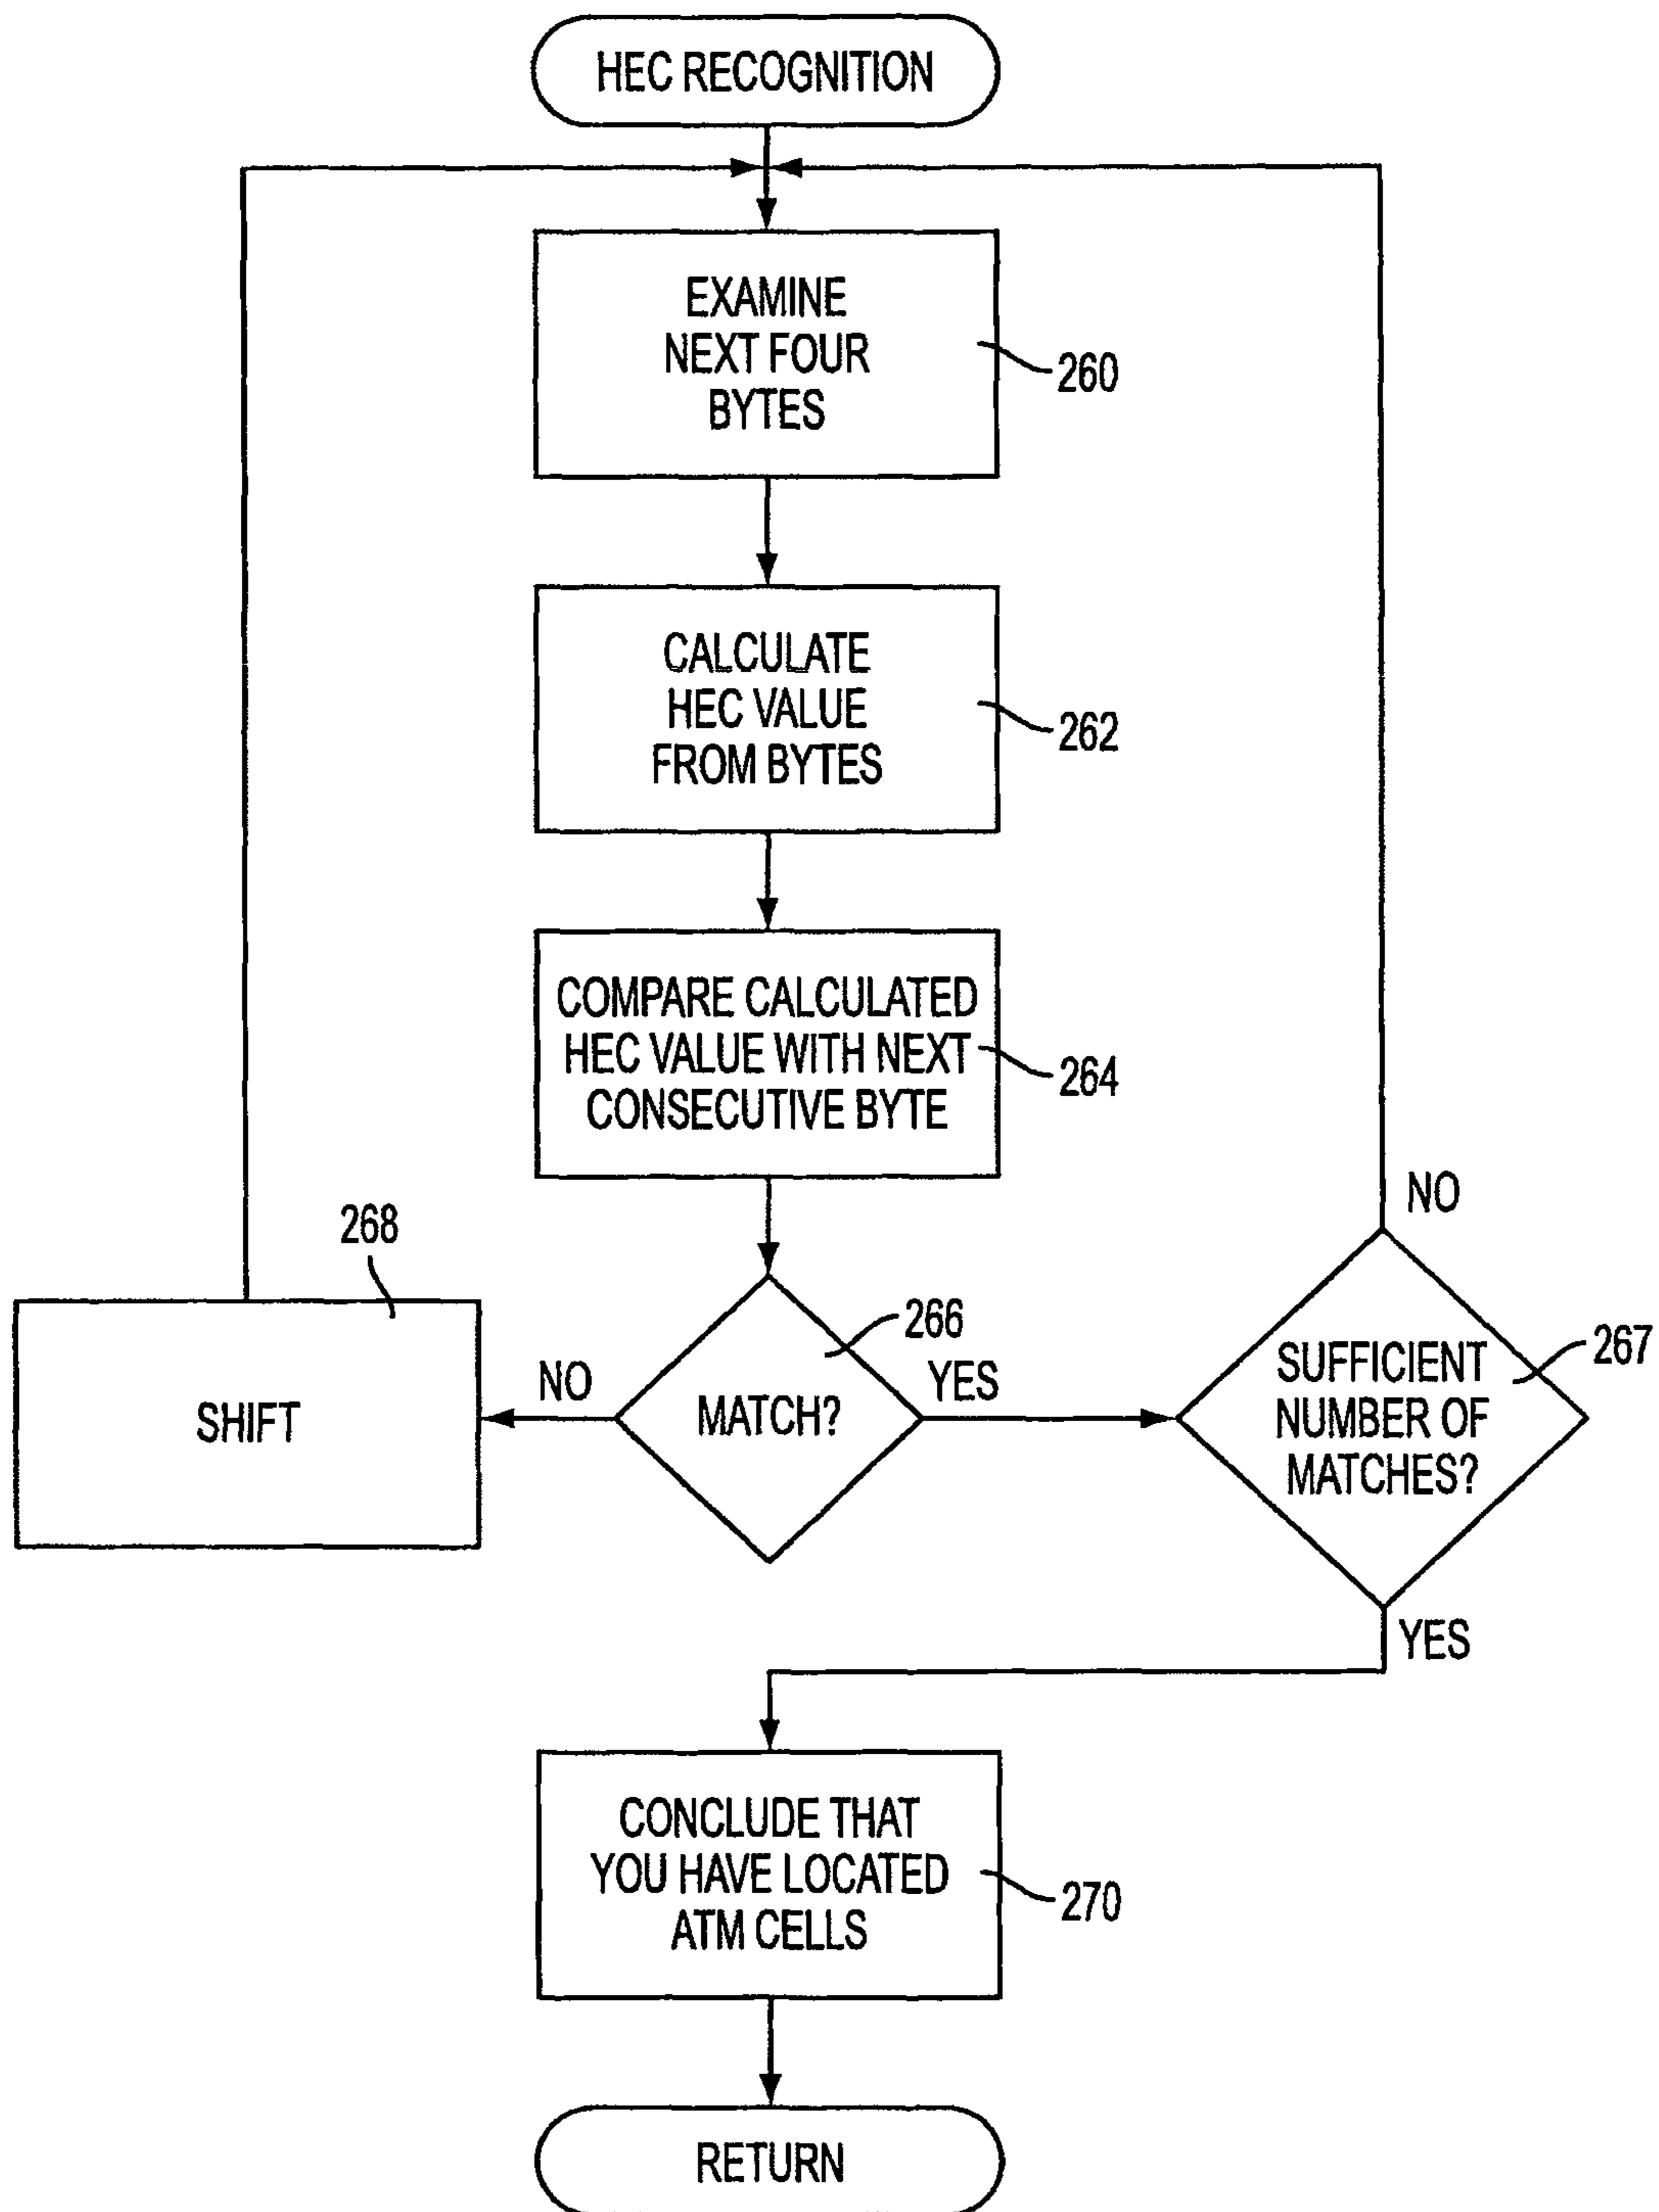 HEC RECOGNITION
EXAMINE
NEXT FOUR
BYTES
260
CALCULATE
HEC VALUE
FROM BYTES
262
COMPARE CALCULATED
HEC VALUE WITH NEXT
CONSECUTIVE BYTE
264
268
SHIFT
NO
266
MATCH?
YES
NO
SUFFICIENT
NUMBER OF
MATCHES?
267
YES
CONCLUDE THAT
YOU HAVE LOCATED
ATM CELLS
270
RETURN